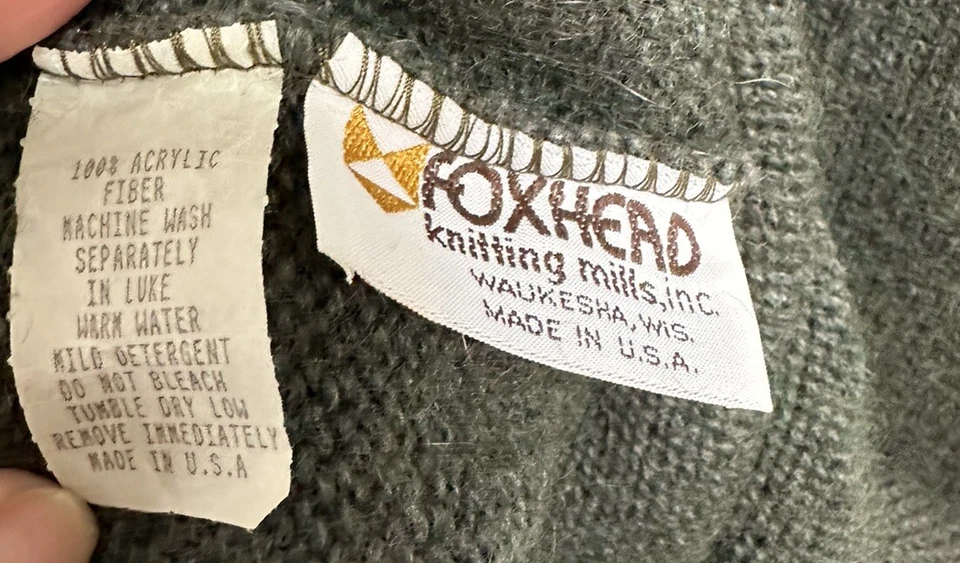 100% ACRYLIC
FIBER
MACHINE WASH
SEPARATELY
IN LUKE
WARM WATER
MILD DETERGENT
DO NOT BLEACH
TUMBLE DRY LOW
REMOVE IMMEDIATELY
MADE IN U.S.A
FOXHEAD
knitting mills, inc.
WAUKESHA, WIS.
MADE IN U.S.A.